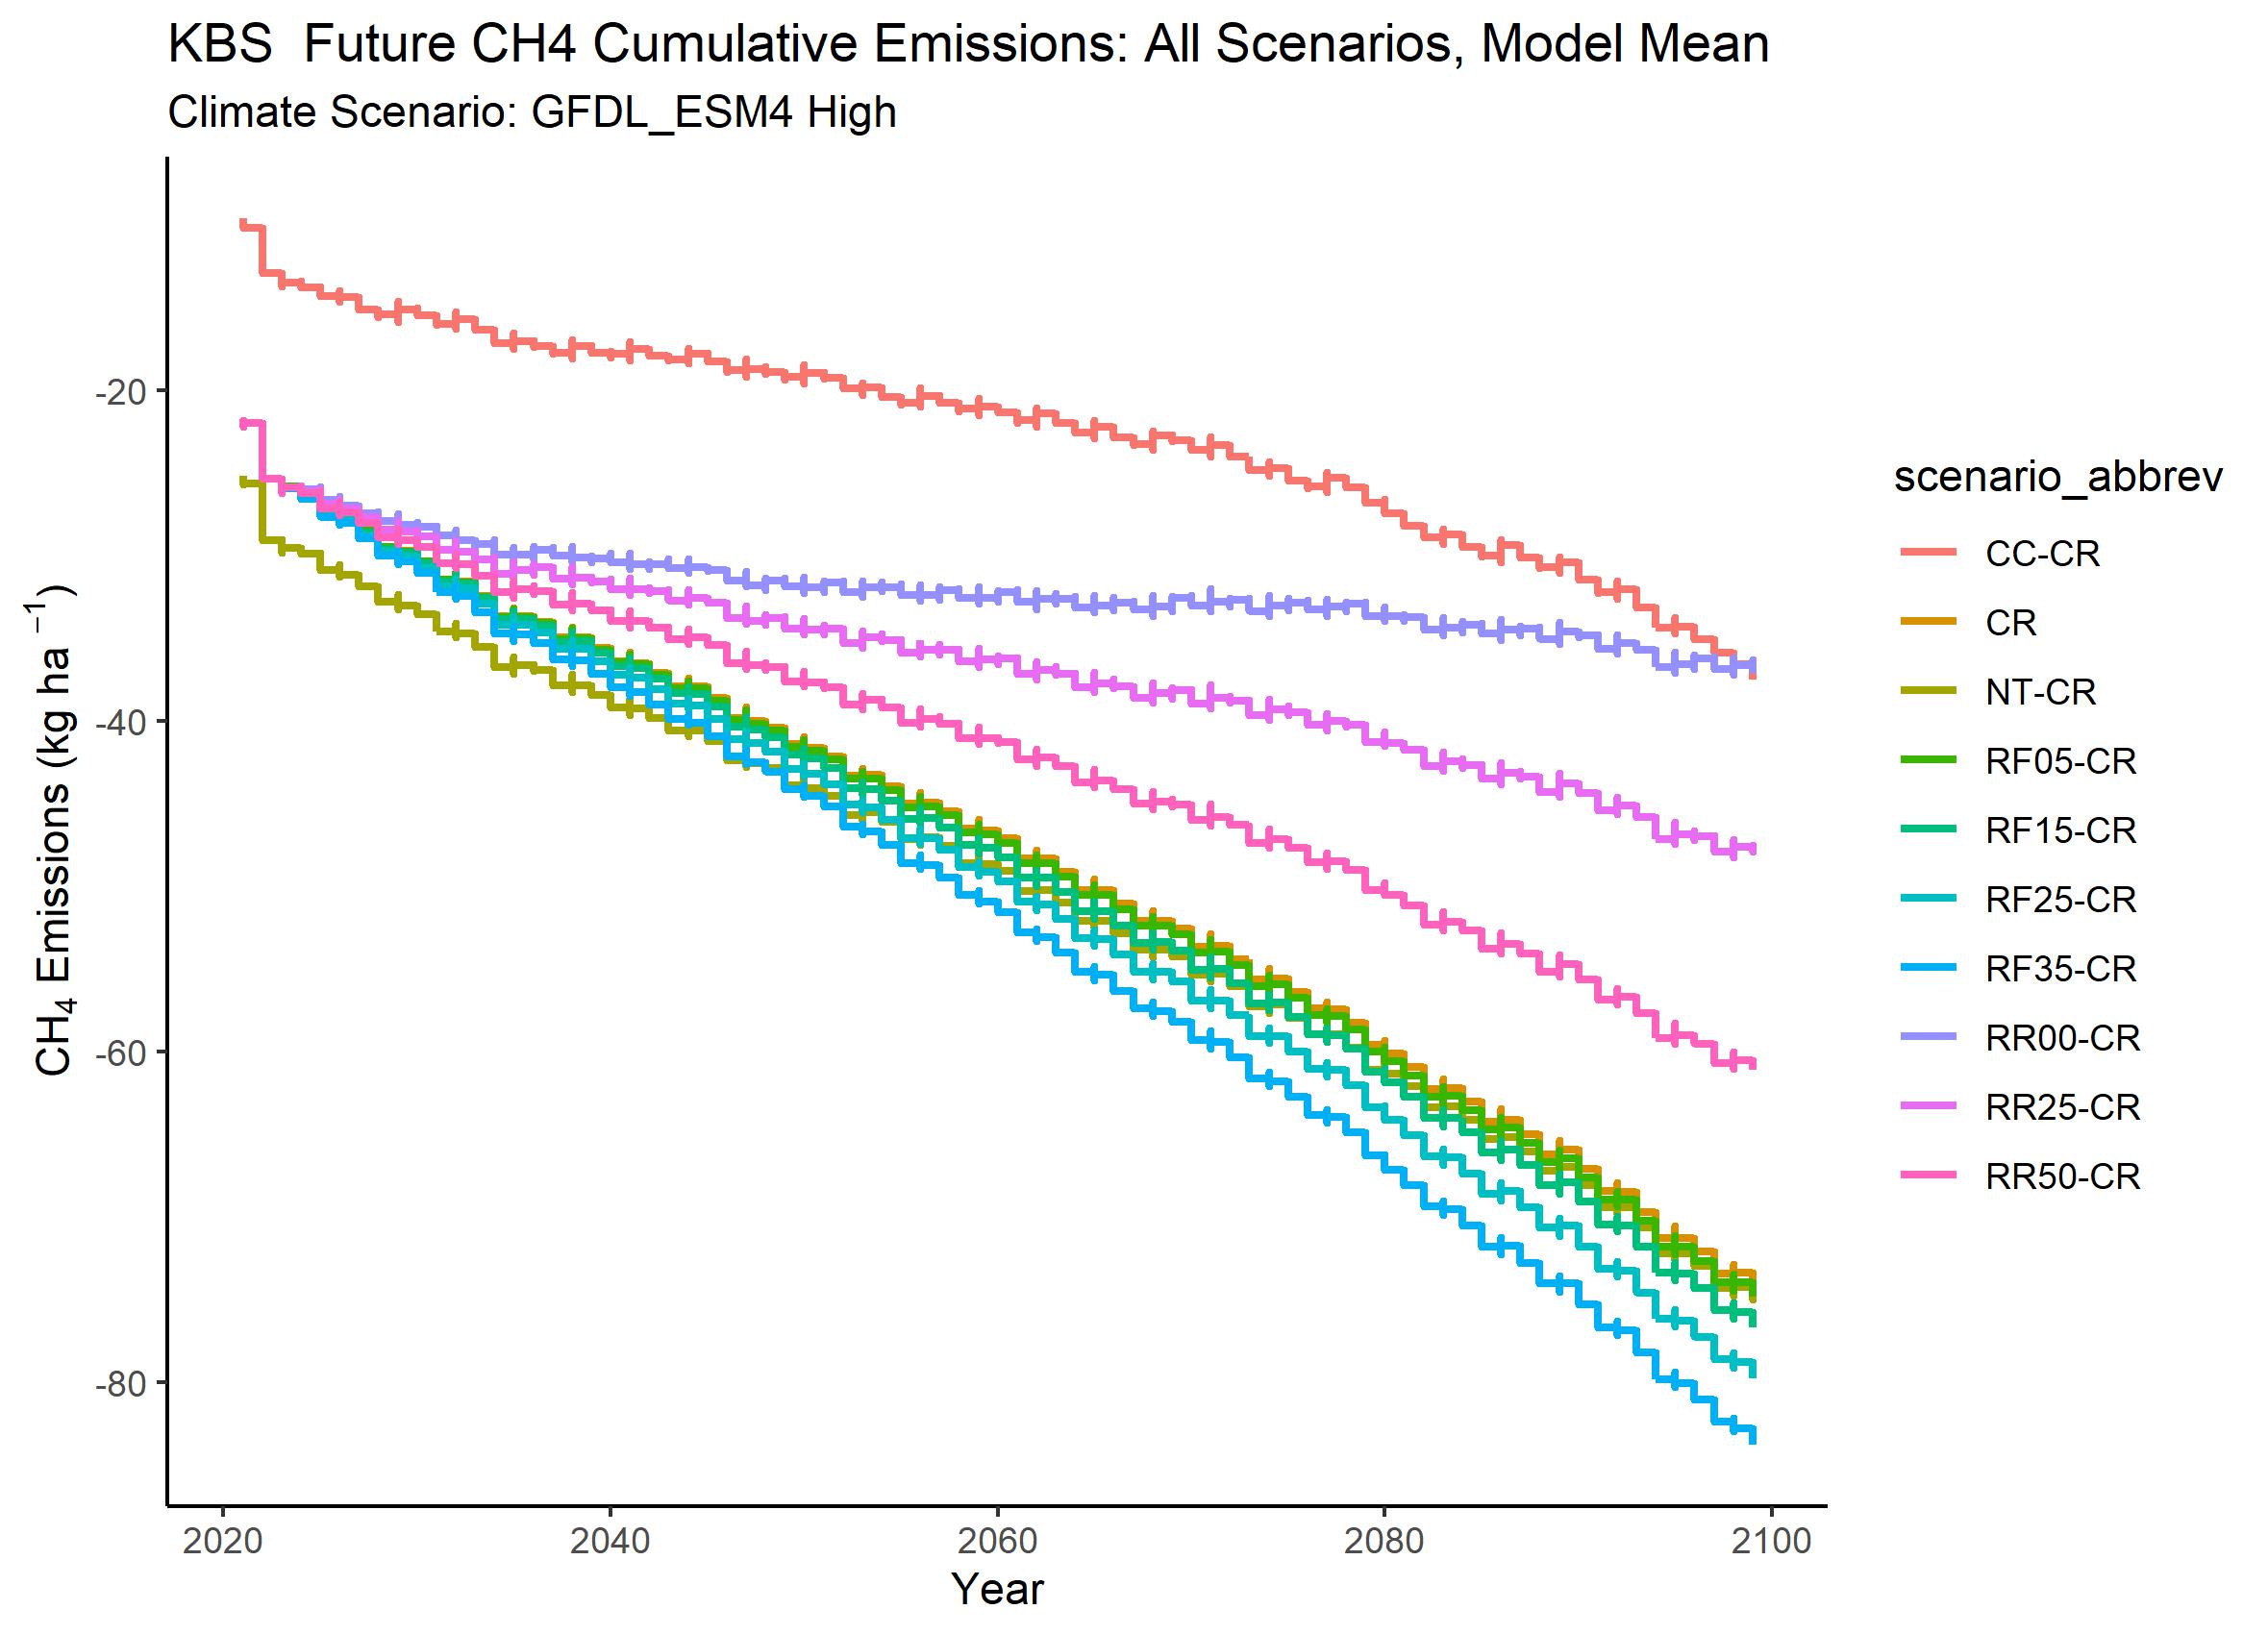 KBS  Future CH4 Cumulative Emissions: All Scenarios, Model Mean
Climate Scenario: GFDL_ESM4 High
CH₄ Emissions (kg ha ⁻¹)
-20
-40
-60
-80
2020 2040 2060 2080 2100
Year
scenario_abbrev
CC-CR
CR
NT-CR
RF05-CR
RF15-CR
RF25-CR
RF35-CR
RR00-CR
RR25-CR
RR50-CR